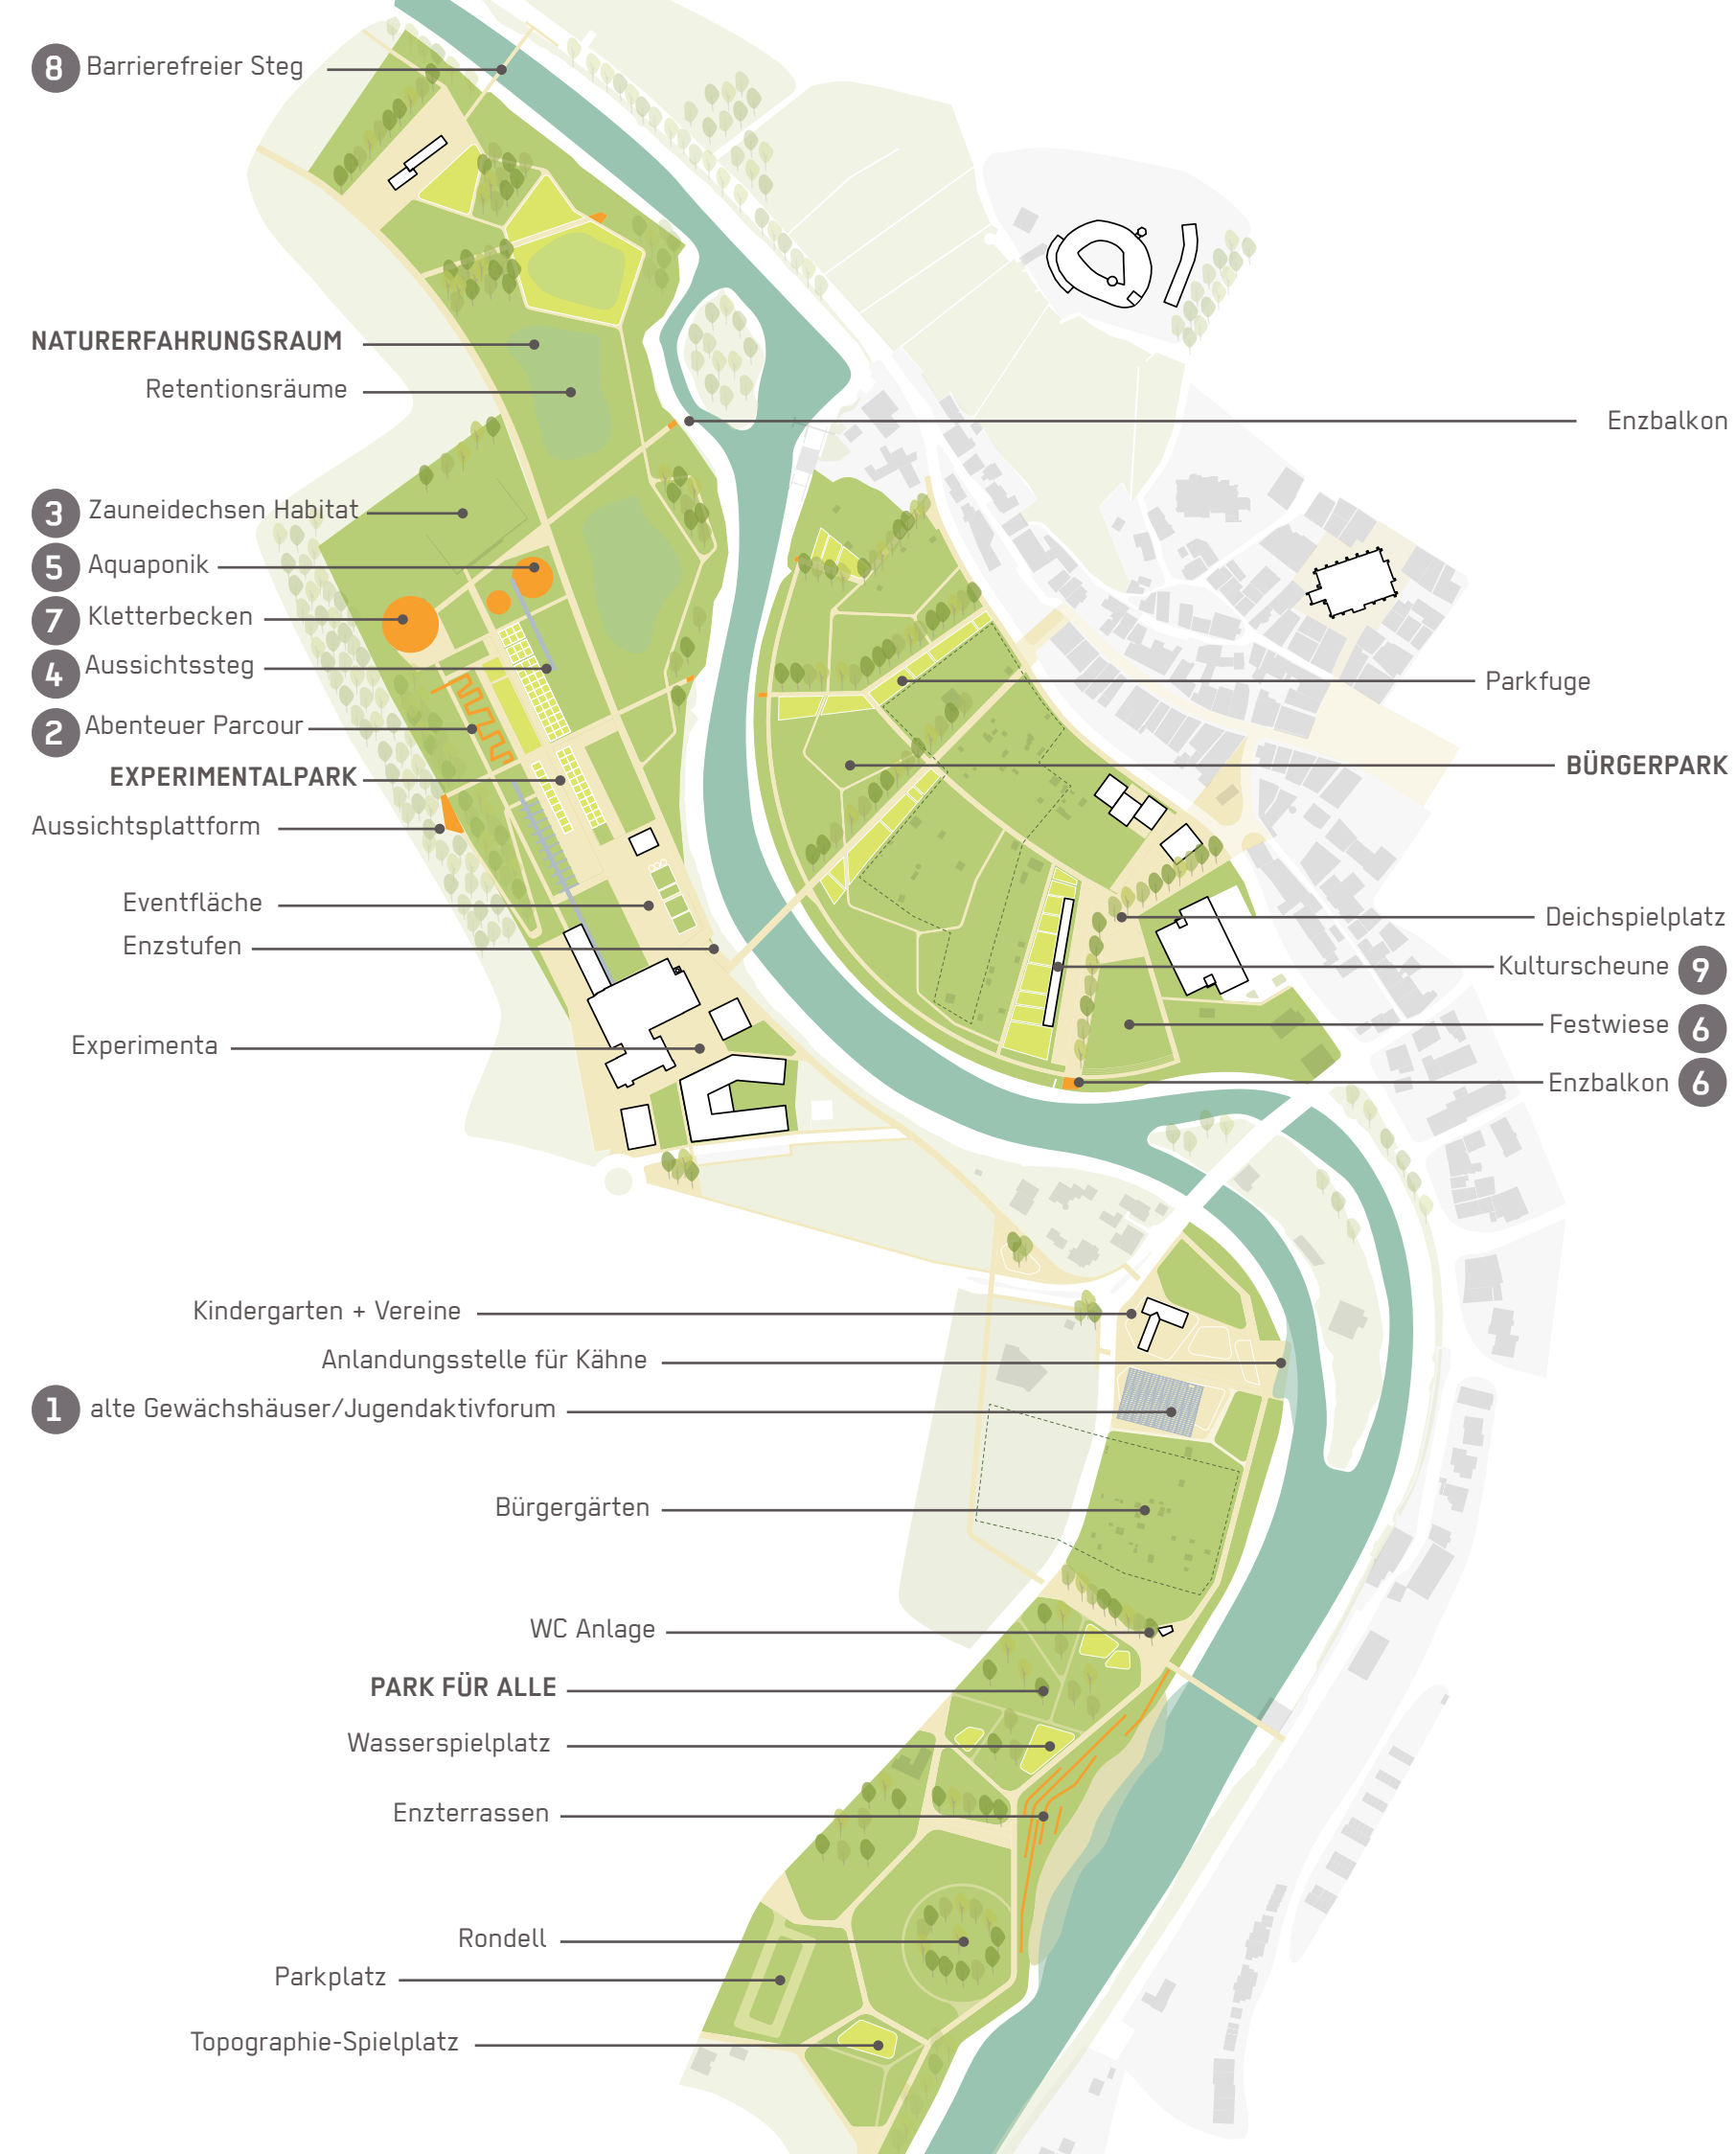 8 Barrierefreier Steg
NATURERFAHRUNGSRAUM
Retentionsräume
Enzbalkon
3 Zauneidechsen Habitat
5 Aquaponik
7 Kletterbecken
4 Aussichtssteg
Parkfuge
2 Abenteuer Parcour
BÜRGERPARK
EXPERIMENTALPARK
Aussichtsplattform
Eventfläche
Deichspielplatz
Enzstufen
Kulturscheune 9
Festwiese 6
Experimenta
Enzbalkon 6
Kindergarten + Vereine
Anlandungsstelle für Kähne
1 alte Gewächshäuser/Jugendaktivforum
Bürgergärten
WC Anlage
PARK FÜR ALLE
Wasserspielplatz
Enzterrassen
Rondell
Parkplatz
Topographie-Spielplatz